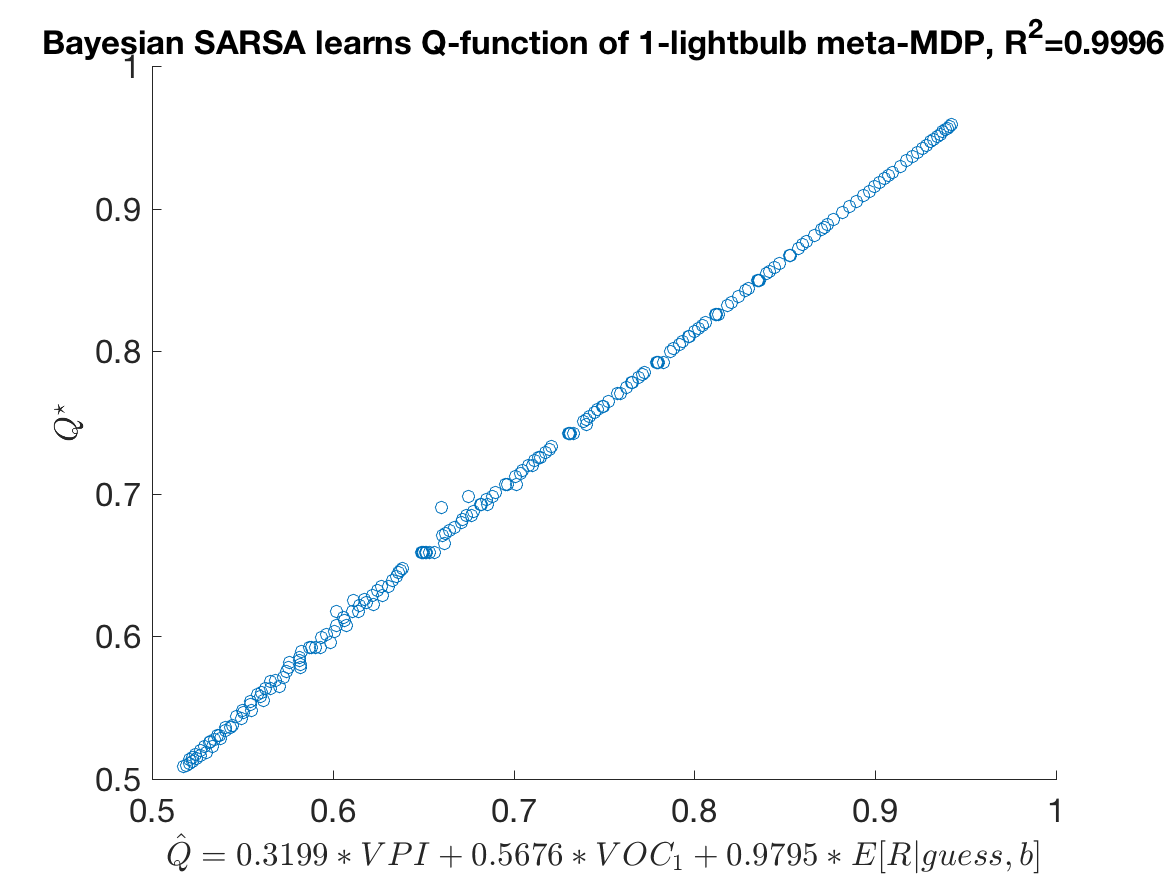 Bayesian SARSA learns Q-function of 1-lightbulb meta-MDP, R²=0.9996
1
0.9
0.8
0.7
0.6
0.5
Q⋆
0.5 0.6 0.7 0.8 0.9 1
Q̂ = 0.3199 ∗ VPI + 0.5676 ∗ VOC₁ + 0.9795 ∗ E[R|guess, b]